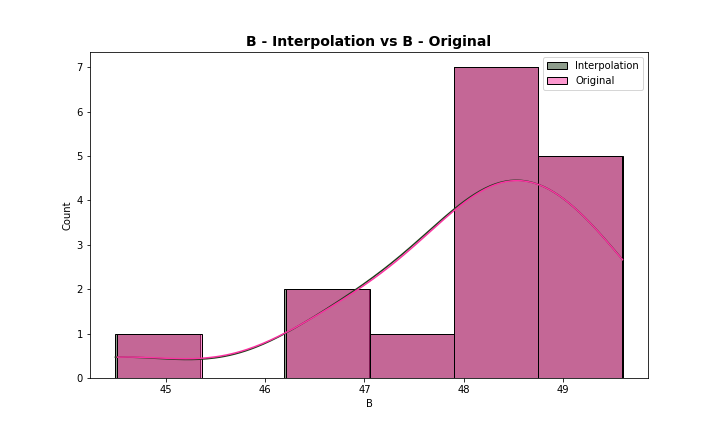 B - Interpolation vs B - Original
Interpolation
Original
Count
7
6
5
4
3
2
1
0
45 46 47 48 49
B